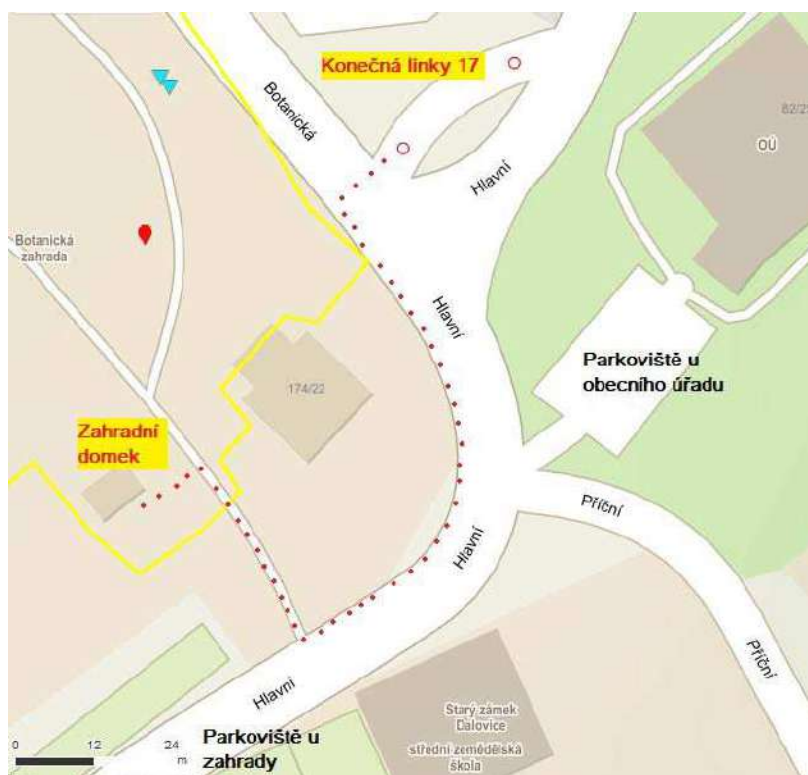 Konečná linky 17
Botanická
82/2
OÚ
Hlavní
Botanická
zahrada
Hlavní
Parkoviště u
obecního úřadu
174/22
Zahradní
domek
Příční
Hlavní
Příční
Hlavní
Starý zámek
Dalovice
střední zemědělská
škola
Parkoviště u
zahrady
0 12 24
m